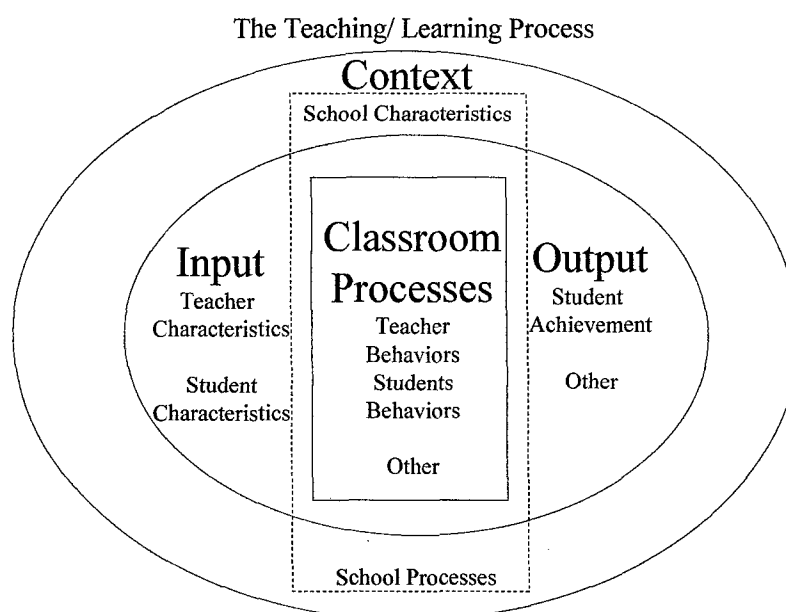 The Teaching/ Learning Process
Context
School Characteristics
Input
Teacher
Characteristics
Student
Characteristics
Classroom
Processes
Teacher
Behaviors
Students
Behaviors
Other
Output
Student
Achievement
Other
School Processes